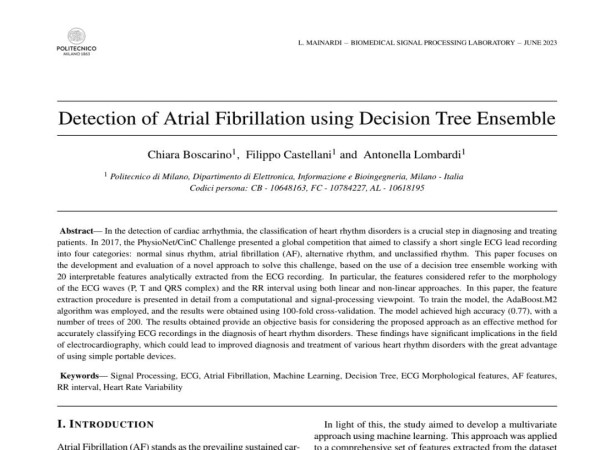 POLITECNICO
MILANO 1863
L. MAINARDI – BIOMEDICAL SIGNAL PROCESSING LABORATORY – JUNE 2023
Detection of Atrial Fibrillation using Decision Tree Ensemble
Chiara Boscarino1, Filippo Castellani1 and Antonella Lombardi1
1 Politecnico di Milano, Dipartimento di Elettronica, Informazione e Bioingegneria, Milano - Italia
Codici persona: CB - 10648163, FC - 10784227, AL - 10618195
Abstract— In the detection of cardiac arrhythmia, the classification of heart rhythm disorders is a crucial step in diagnosing and treating
patients. In 2017, the PhysioNet/CinC Challenge presented a global competition that aimed to classify a short single ECG lead recording
into four categories: normal sinus rhythm, atrial fibrillation (AF), alternative rhythm, and unclassified rhythm. This paper focuses
on the development and evaluation of a novel approach to solve this challenge, based on the use of a decision tree ensemble working with
20 interpretable features analytically extracted from the ECG recording. In particular, the features considered refer to the morphology
of the ECG waves (P, T and QRS complex) and the RR interval using both linear and non-linear approaches. In this paper, the feature
extraction procedure is presented in detail from a computational and signal-processing viewpoint. To train the model, the AdaBoost.M2
algorithm was employed, and the results were obtained using 100-fold cross-validation. The model achieved high accuracy (0.77), with a
number of trees of 200. The results obtained provide an objective basis for considering the proposed approach as an effective method for
accurately classifying ECG recordings in the diagnosis of heart rhythm disorders. These findings have significant implications in the field
of electrocardiography, which could lead to improved diagnosis and treatment of various heart rhythm disorders with the great advantage
of using simple portable devices.
Keywords— Signal Processing, ECG, Atrial Fibrillation, Machine Learning, Decision Tree, ECG Morphological features, AF features,
RR interval, Heart Rate Variability
I. INTRODUCTION
Atrial Fibrillation (AF) stands as the prevailing sustained car-
In light of this, the study aimed to develop a multivariate
approach using machine learning. This approach was applied
to a comprehensive set of features extracted from the dataset